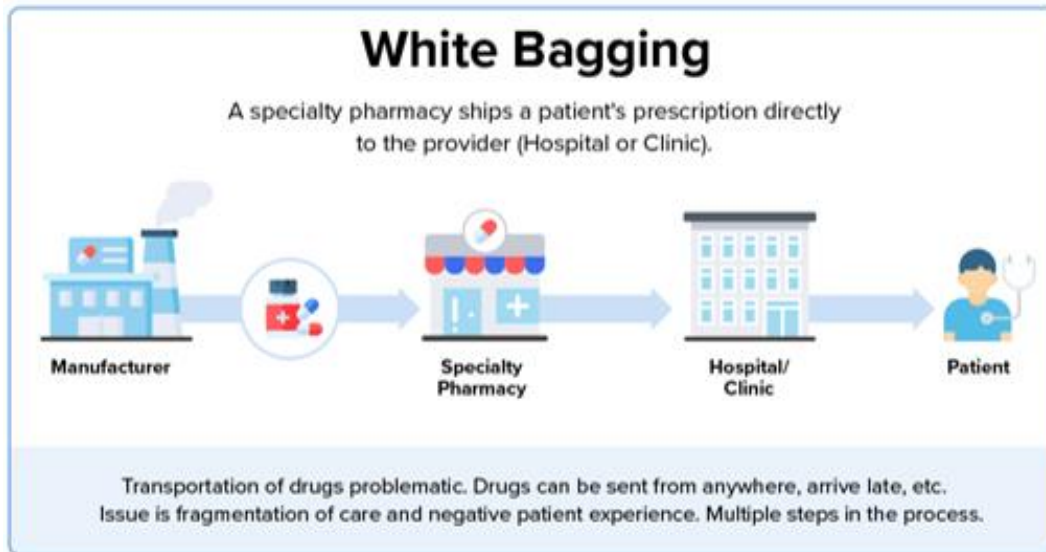 White Bagging
A specialty pharmacy ships a patient's prescription directly
to the provider (Hospital or Clinic).
Manufacturer
Specialty
Pharmacy
Hospital/
Clinic
Patient
Transportation of drugs problematic. Drugs can be sent from anywhere, arrive late, etc.
Issue is fragmentation of care and negative patient experience. Multiple steps in the process.